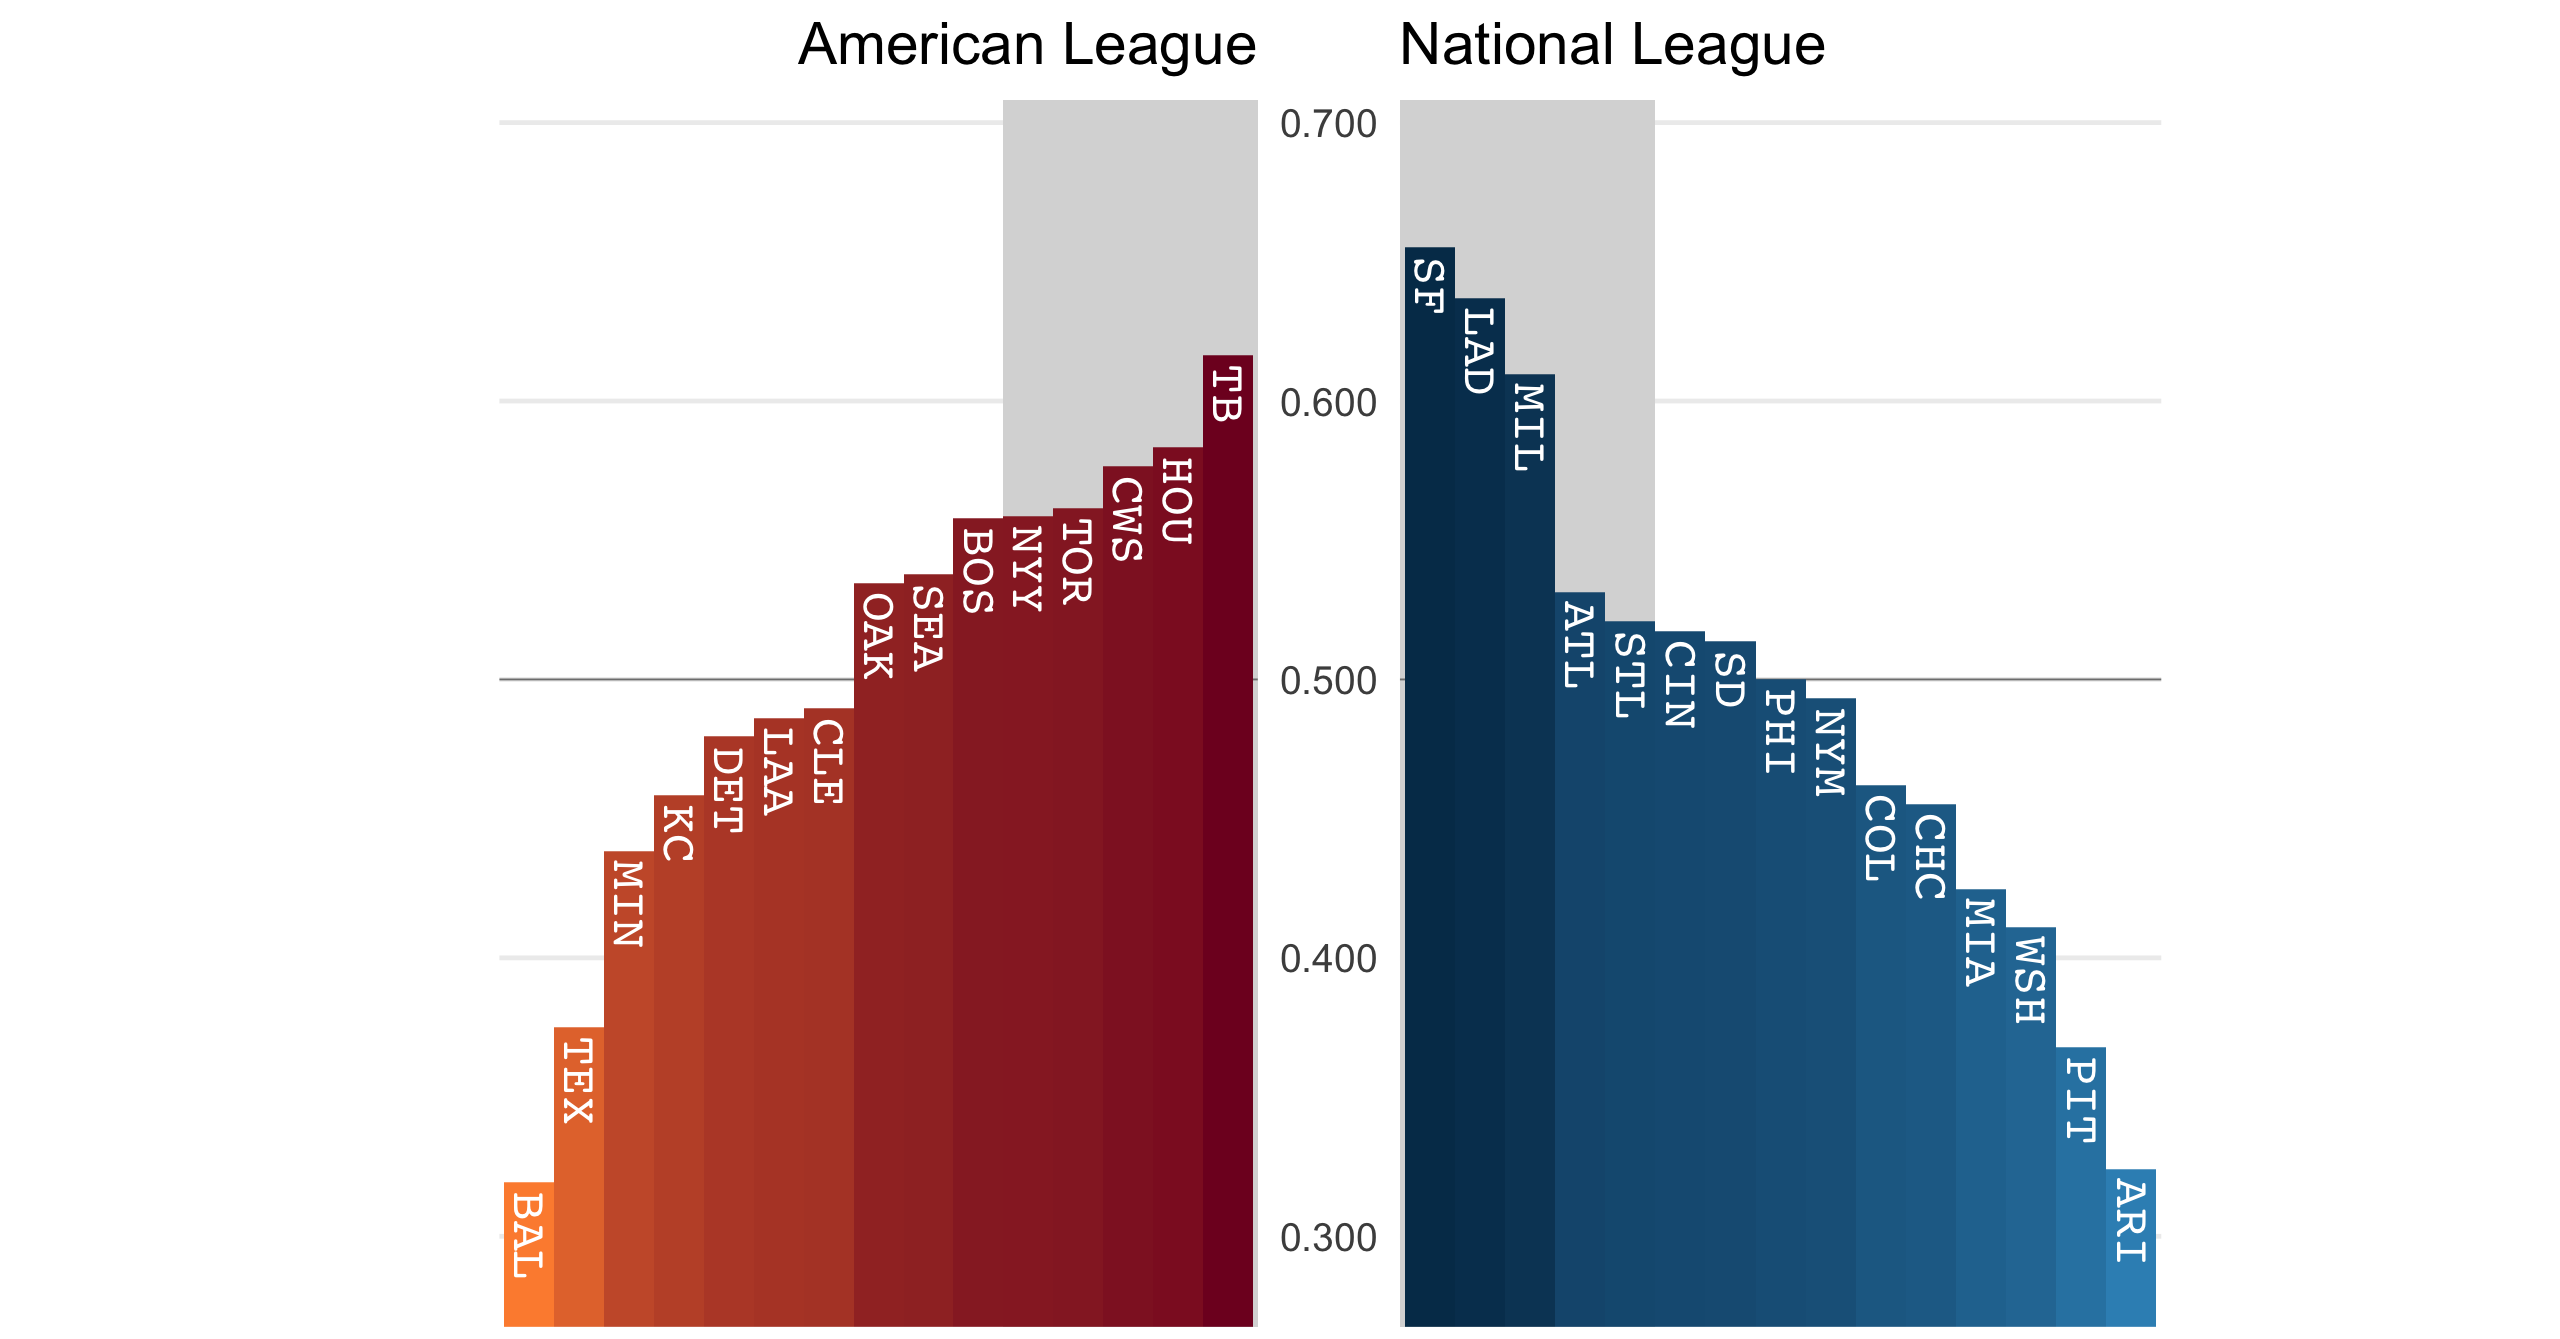 American League
National League
0.700
0.600
0.500
0.400
0.300
BAL
TEX
MIN
KC
DET
LAA
CLE
OAK
SEA
BOS
NYY
TOR
CWS
HOU
TB
SF
LAD
MIL
ATL
STL
CIN
SD
PHI
NYM
COL
CHC
MIA
WSH
PIT
ARI